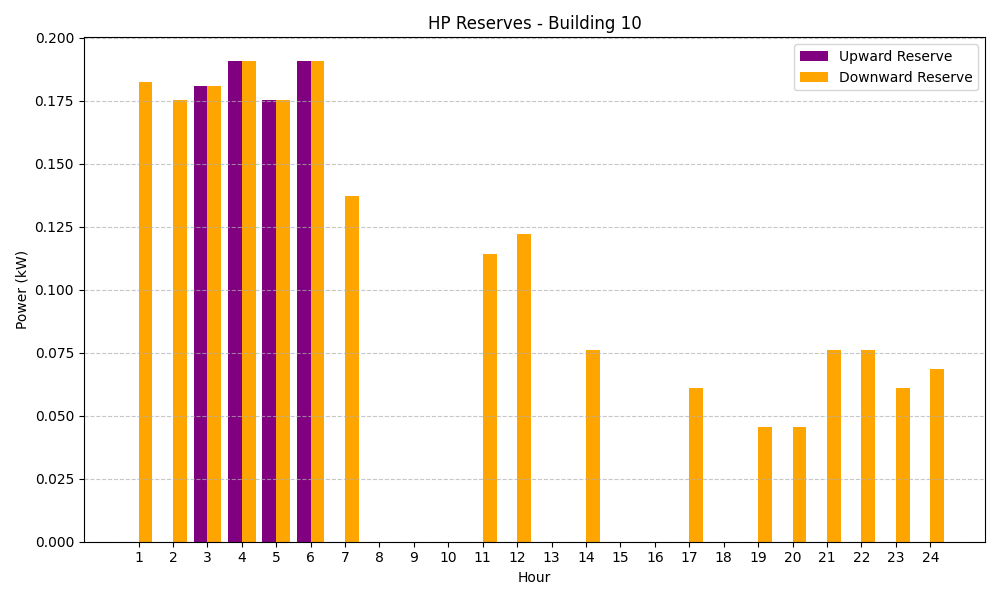 HP Reserves - Building 10
Upward Reserve
Downward Reserve
0.200
0.175
0.150
0.125
0.100
0.075
0.050
0.025
0.000
Power (kW)
1 2 3 4 5 6 7 8 9 10 11 12 13 14 15 16 17 18 19 20 21 22 23 24
Hour